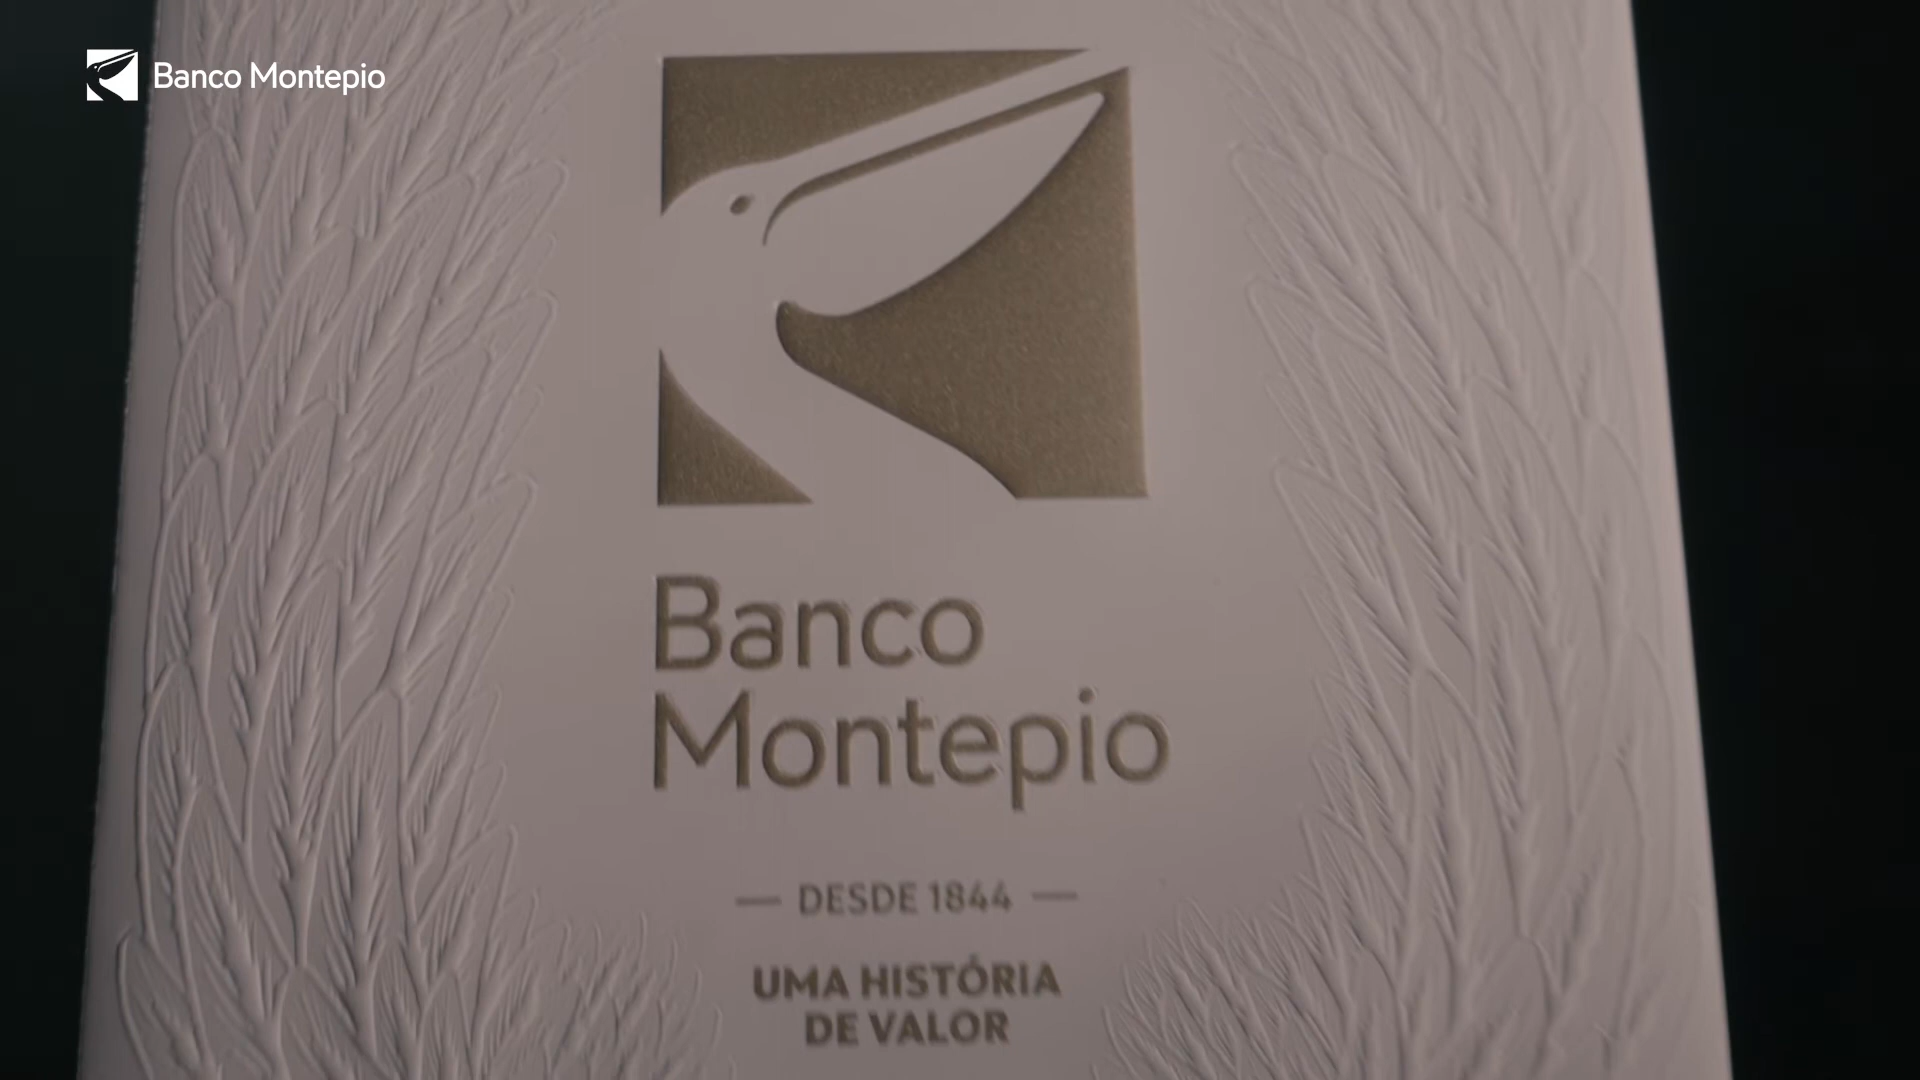 Banco Montepio
Banco
Montepio
— DESDE 1844 —
UMA HISTÓRIA
DE VALOR